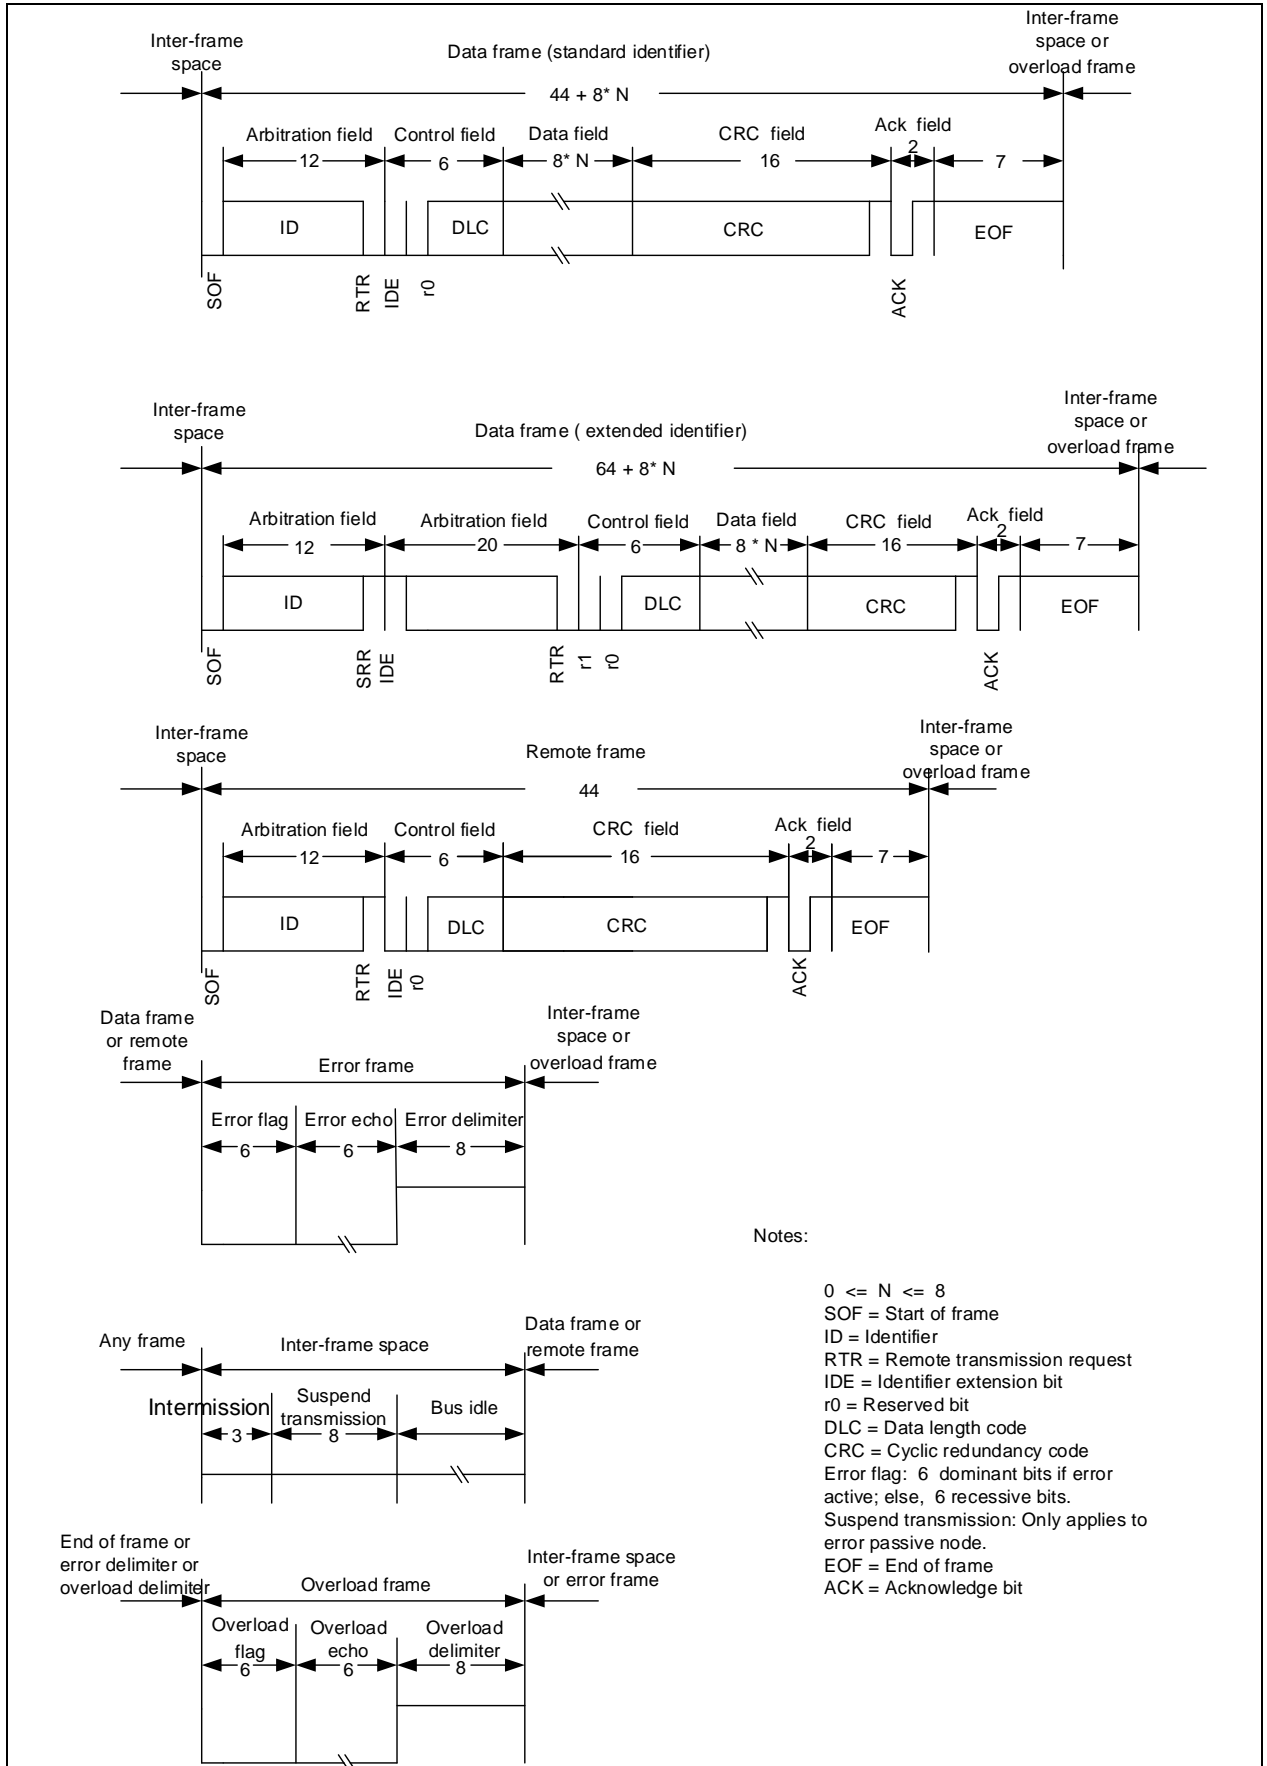 Inter-frame
space
Data frame (standard identifier)
Inter-frame
space or
overload frame
44 + 8* N
Arbitration field
Control field
Data field
CRC field
Ack field
12
6
8* N
16
2
7
ID
DLC
CRC
EOF
SOF
RTR
IDE
r0
ACK
Inter-frame
space
Data frame ( extended identifier)
Inter-frame
space or
overload frame
64 + 8* N
Arbitration field
Arbitration field
Control field
Data field
CRC field
Ack field
12
20
6
8 * N
16
2
7
ID
DLC
CRC
EOF
SOF
SRR
IDE
RTR
r1
r0
ACK
Inter-frame
space
Remote frame
Inter-frame
space or
overload frame
44
Arbitration field
Control field
CRC field
Ack field
12
6
16
2
7
ID
DLC
CRC
EOF
SOF
RTR
IDE
r0
ACK
Data frame
or remote
frame
Error frame
Inter-frame
space or
overload frame
Error flag
Error echo
Error delimiter
6
6
8
Notes:
0 <= N <= 8
SOF = Start of frame
ID = Identifier
RTR = Remote transmission request
IDE = Identifier extension bit
r0 = Reserved bit
DLC = Data length code
CRC = Cyclic redundancy code
Error flag: 6 dominant bits if error
active; else, 6 recessive bits.
Suspend transmission: Only applies to
error passive node.
EOF = End of frame
ACK = Acknowledge bit
Any frame
Inter-frame space
Data frame or
remote frame
Intermission
Suspend
transmission
Bus idle
3
8
End of frame or
error delimiter or
overload delimiter
Overload frame
Inter-frame space
or error frame
Overload
flag
Overload
echo
Overload
delimiter
6
6
8